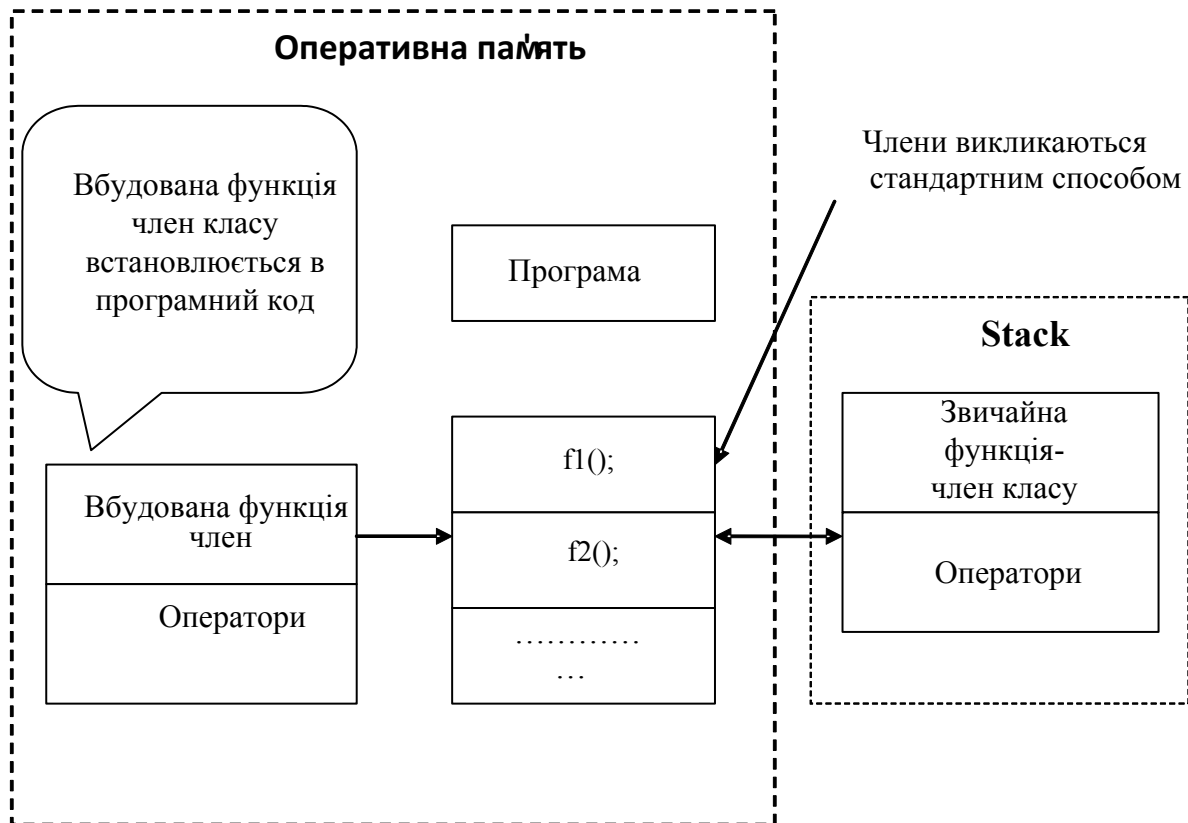 Оперативна пам'ять
Вбудована функція
член класу
встановлюється в
програмний код
Члени викликаються
стандартним способом
Програма
Stack
f1();
Звичайна
функція-
член класу
Вбудована функція
член
f2();
Оператори
Оператори
…………
…